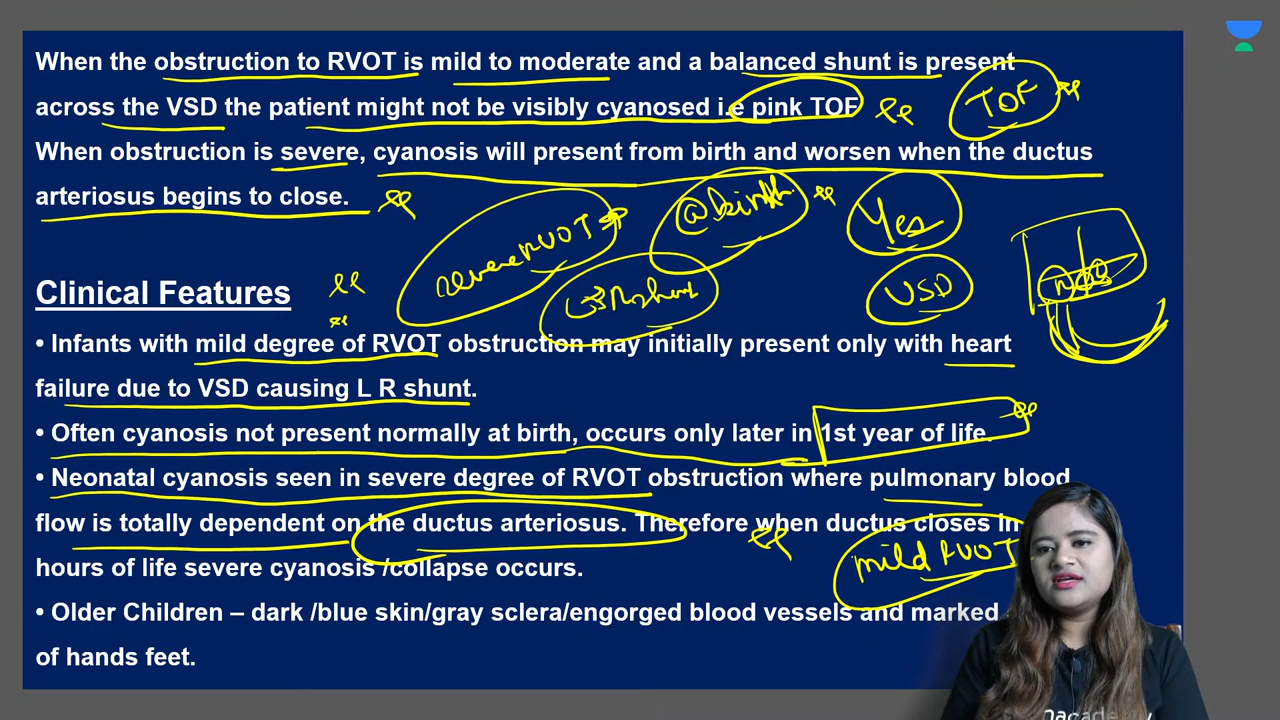 When the obstruction to RVOT is mild to moderate and a balanced shunt is present
across the VSD the patient might not be visibly cyanosed i.e pink TOF
TOF
When obstruction is severe, cyanosis will present from birth and worsen when the ductus
arteriosus begins to close.
@birth
Yes
severe RVOT
VSD
Clinical Features
• Infants with mild degree of RVOT obstruction may initially present only with heart
failure due to VSD causing L R shunt.
• Often cyanosis not present normally at birth, occurs only later in 1st year of life.
• Neonatal cyanosis seen in severe degree of RVOT obstruction where pulmonary blood
flow is totally dependent on the ductus arteriosus. Therefore when ductus closes in
mild RVOT
hours of life severe cyanosis /collapse occurs.
• Older Children – dark /blue skin/gray sclera/engorged blood vessels and marked
of hands feet.